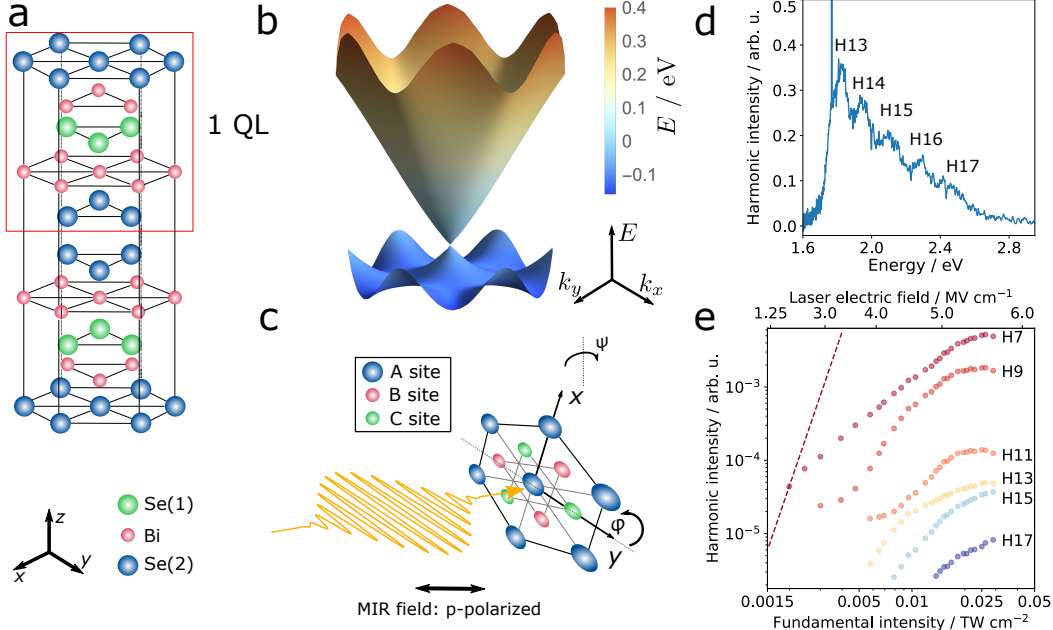 a
1 QL
Se(1)
Bi
Se(2)
z
x
y
b
0.4
0.3
0.2
0.1
0
−0.1
E / eV
E
k_y
k_x
c
A site
B site
C site
ψ
x
φ
y
MIR field: p-polarized
d
Harmonic intensity / arb. u.
0.5
0.4
0.3
0.2
0.1
0.0
H13
H14
H15
H16
H17
1.6
2.0
2.4
2.8
Energy / eV
Laser electric field / MV cm⁻¹
1.25
2.0
3.0
4.0
5.0
6.0
e
Harmonic intensity / arb. u.
10⁻³
10⁻⁴
10⁻⁵
H7
H9
H11
H13
H15
H17
0.0015
0.005
0.01
0.025
0.05
Fundamental intensity / TW cm⁻²